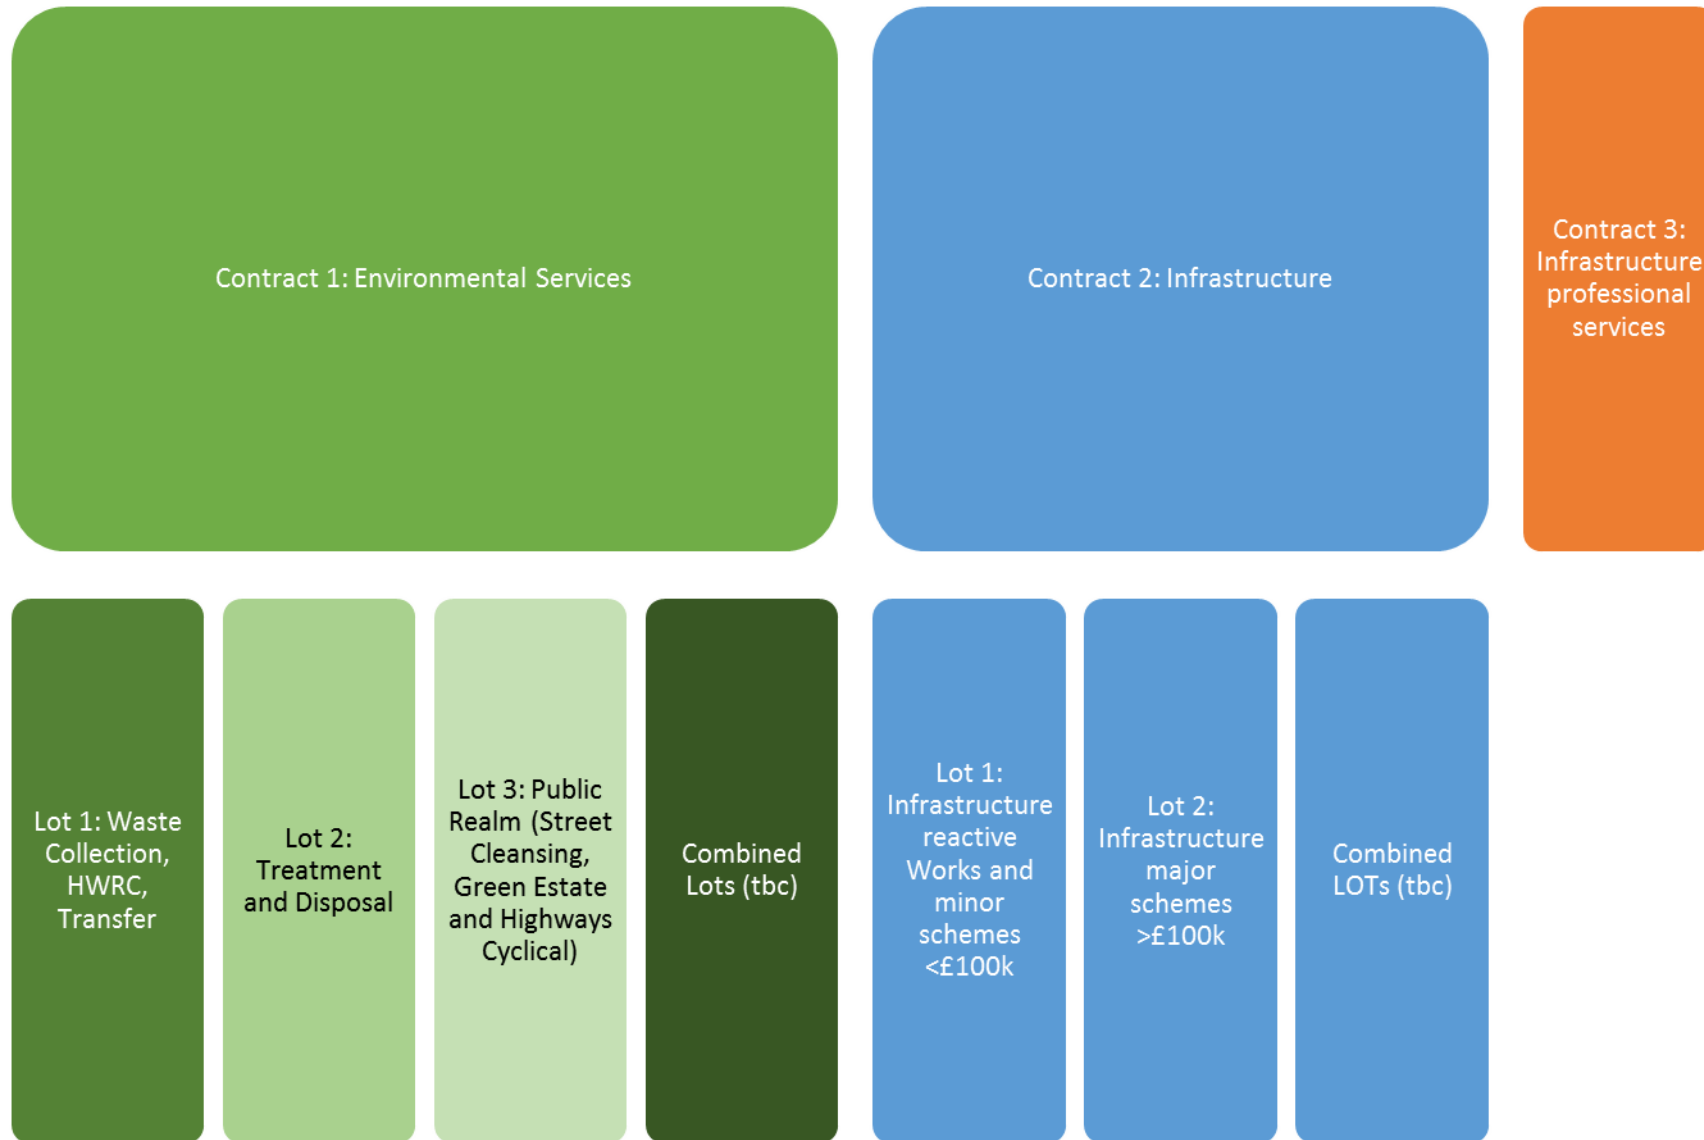 Contract 1: Environmental Services
Contract 2: Infrastructure
Contract 3:
Infrastructure
professional
services
Lot 1: Waste
Collection,
HWRC,
Transfer
Lot 2:
Treatment
and Disposal
Lot 3: Public
Realm (Street
Cleansing,
Green Estate
and Highways
Cyclical)
Combined
Lots (tbc)
Lot 1:
Infrastructure
reactive
Works and
minor
schemes
<£100k
Lot 2:
Infrastructure
major
schemes
>£100k
Combined
LOTs (tbc)